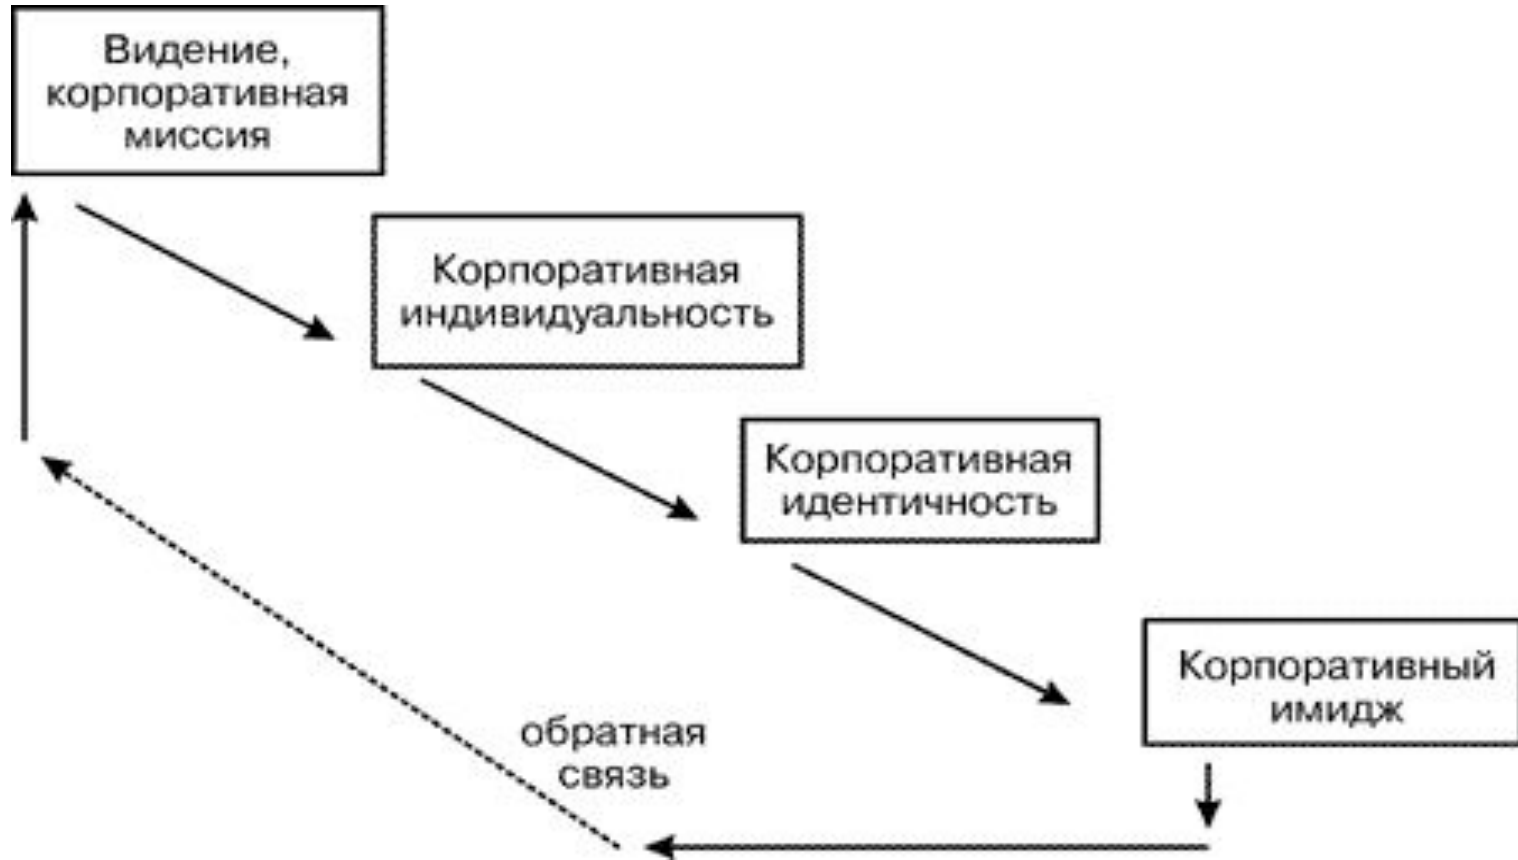 Видение,
корпоративная
миссия
Корпоративная
индивидуальность
Корпоративная
идентичность
Корпоративный
имидж
обратная
связь